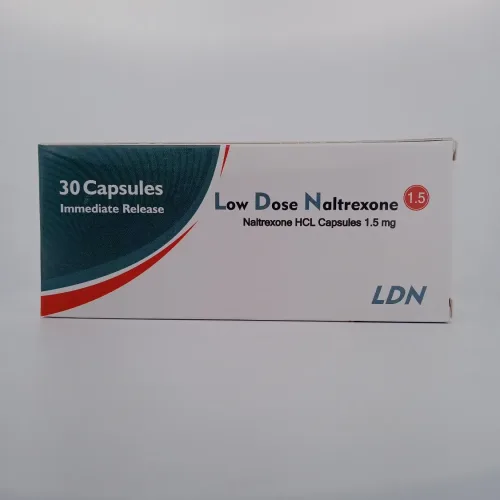 30 Capsules
Immediate Release
Low Dose Naltrexone 1.5
Naltrexone HCL Capsules 1.5 mg
LDN